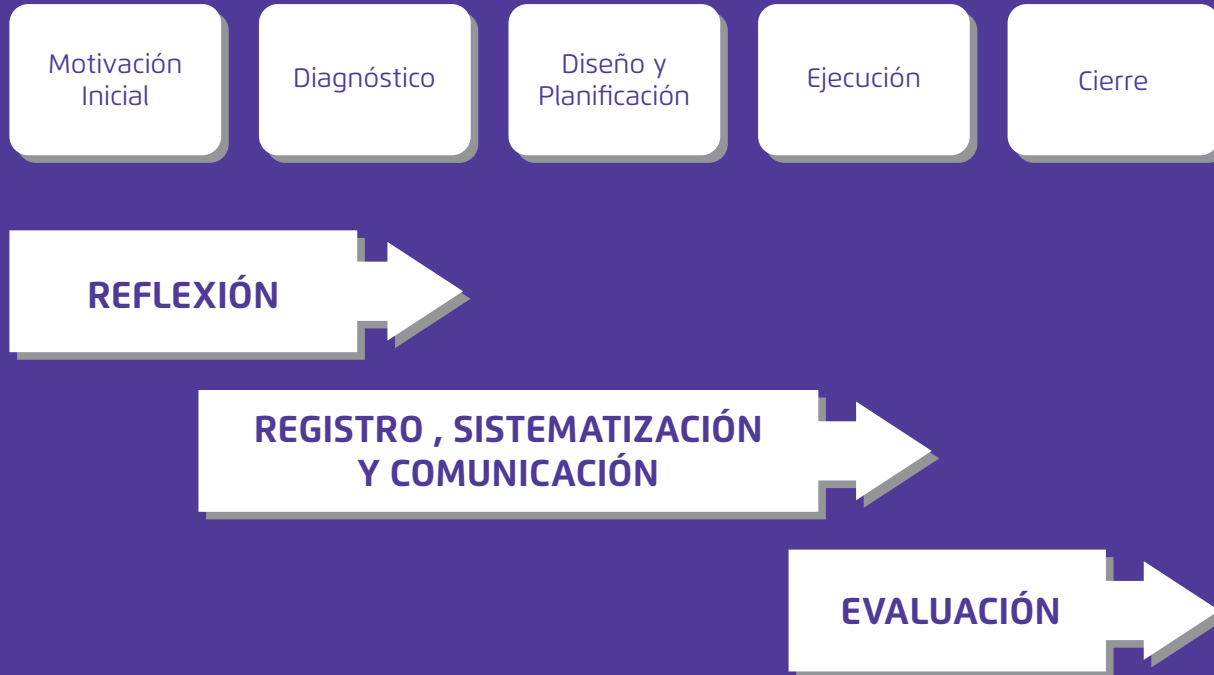 Motivación
Inicial
Diagnóstico
Diseño y
Planificación
Ejecución
Cierre
REFLEXIÓN
REGISTRO , SISTEMATIZACIÓN
Y COMUNICACIÓN
EVALUACIÓN